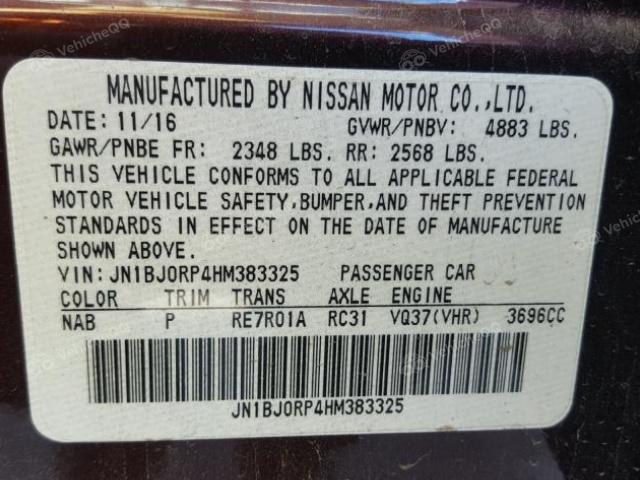 MANUFACTURED BY NISSAN MOTOR CO.,LTD.
DATE: 11/16 GVWR/PNBV: 4883 LBS.
GAWR/PNBE FR: 2348 LBS. RR: 2568 LBS.
THIS VEHICLE CONFORMS TO ALL APPLICABLE FEDERAL
MOTOR VEHICLE SAFETY,BUMPER,AND THEFT PREVENTION
STANDARDS IN EFFECT ON THE DATE OF MANUFACTURE
SHOWN ABOVE.
VIN: JN1BJ0RP4HM383325 PASSENGER CAR
COLOR TRIM TRANS AXLE ENGINE
NAB P RE7R01A RC31 VQ37(VHR) 3696CC
JN1BJ0RP4HM383325
VehicleQQ
VehicleQQ
VehicleQQ